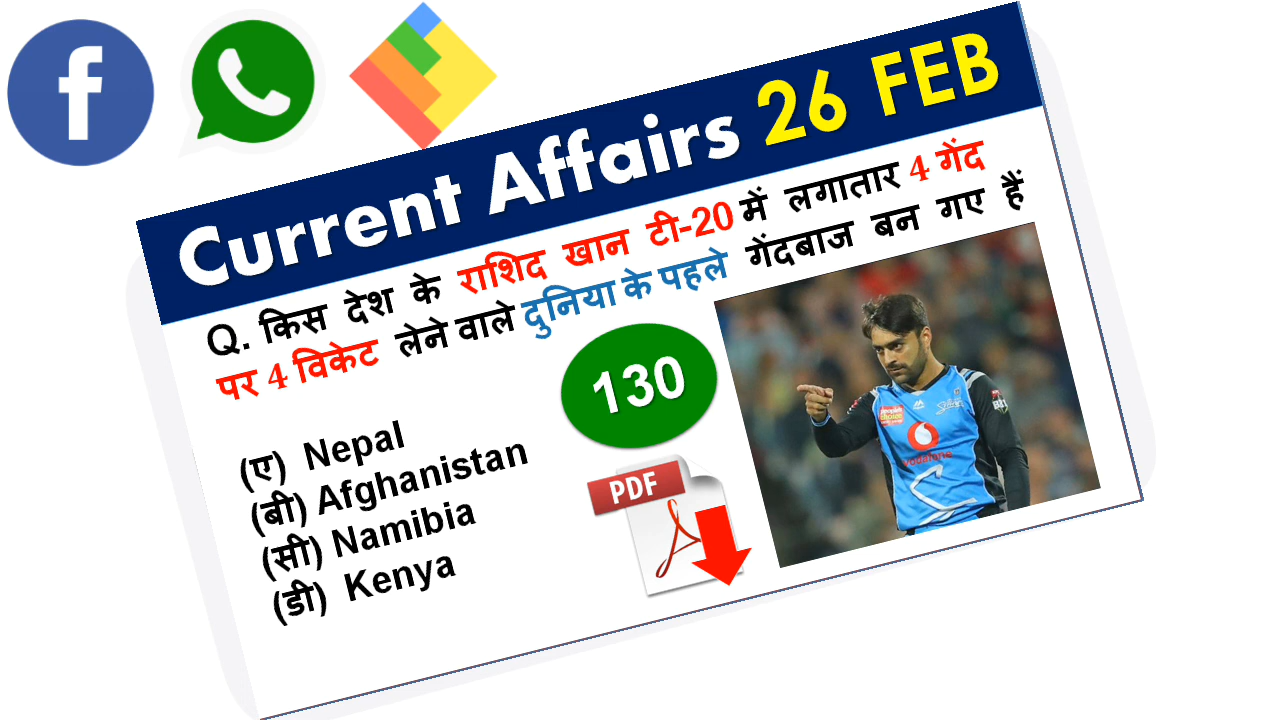 f
Current Affairs 26 FEB
Q. किस देश के राशिद खान टी-20 में लगातार 4 गेंद
पर 4 विकेट लेने वाले दुनिया के पहले गेंदबाज बन गए हैं
130
(ए) Nepal
(बी) Afghanistan
(सी) Namibia
(डी) Kenya
PDF
vodafone